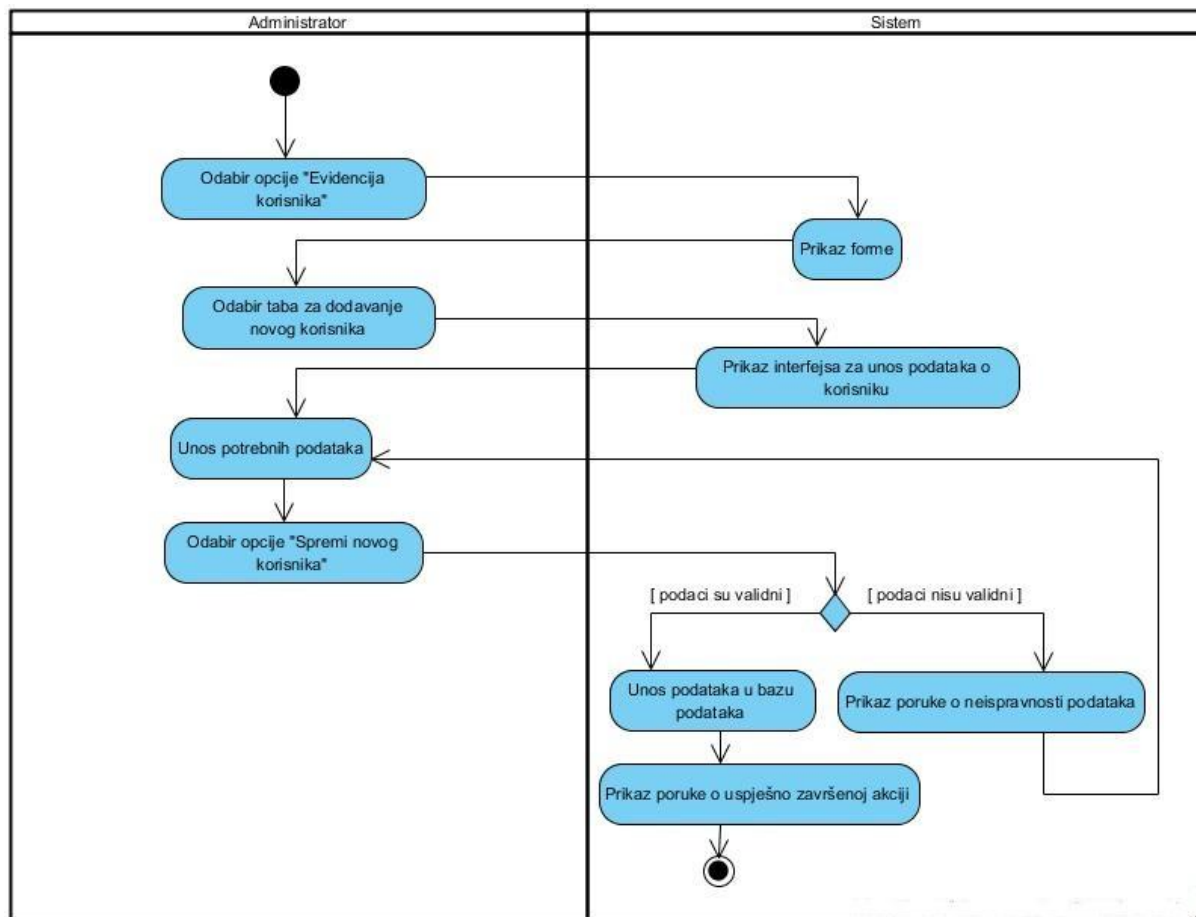 Administrator
Sistem
Odabir opcije "Evidencija
korisnika"
Prikaz forme
Odabir taba za dodavanje
novog korisnika
Prikaz interfejsa za unos podataka o
korisniku
Unos potrebnih podataka
Odabir opcije "Spremi novog
korisnika"
[ podaci su validni ]
[ podaci nisu validni ]
Unos podataka u bazu
podataka
Prikaz poruke o neispravnosti podataka
Prikaz poruke o uspješno završenoj akciji